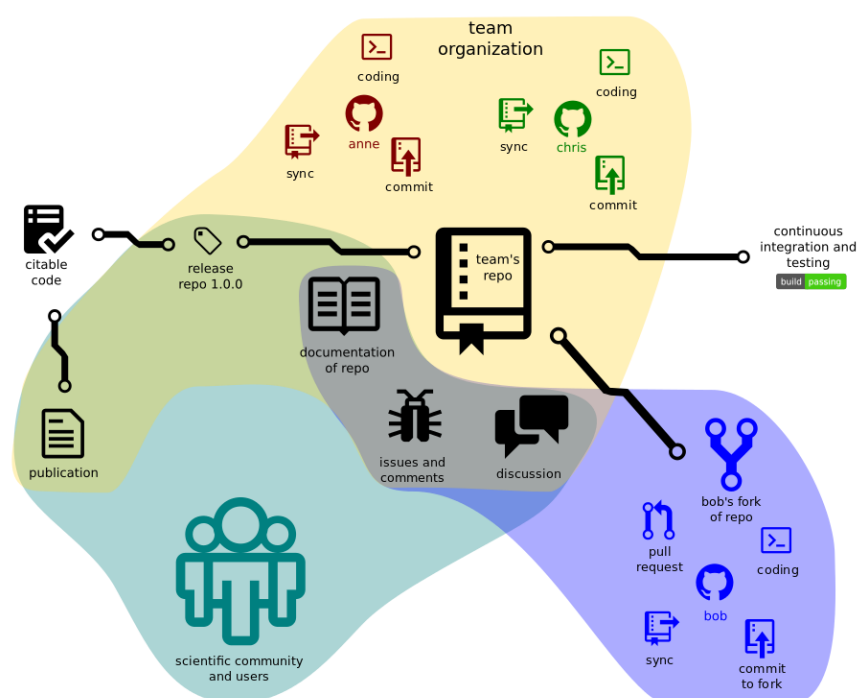 team
organization
coding
coding
sync
anne
commit
sync
chris
commit
citable
code
release
repo 1.0.0
team's
repo
continuous
integration and
testing
build passing
documentation
of repo
publication
issues and
comments
discussion
bob's fork
of repo
pull
request
coding
bob
sync
commit
to fork
scientific community
and users